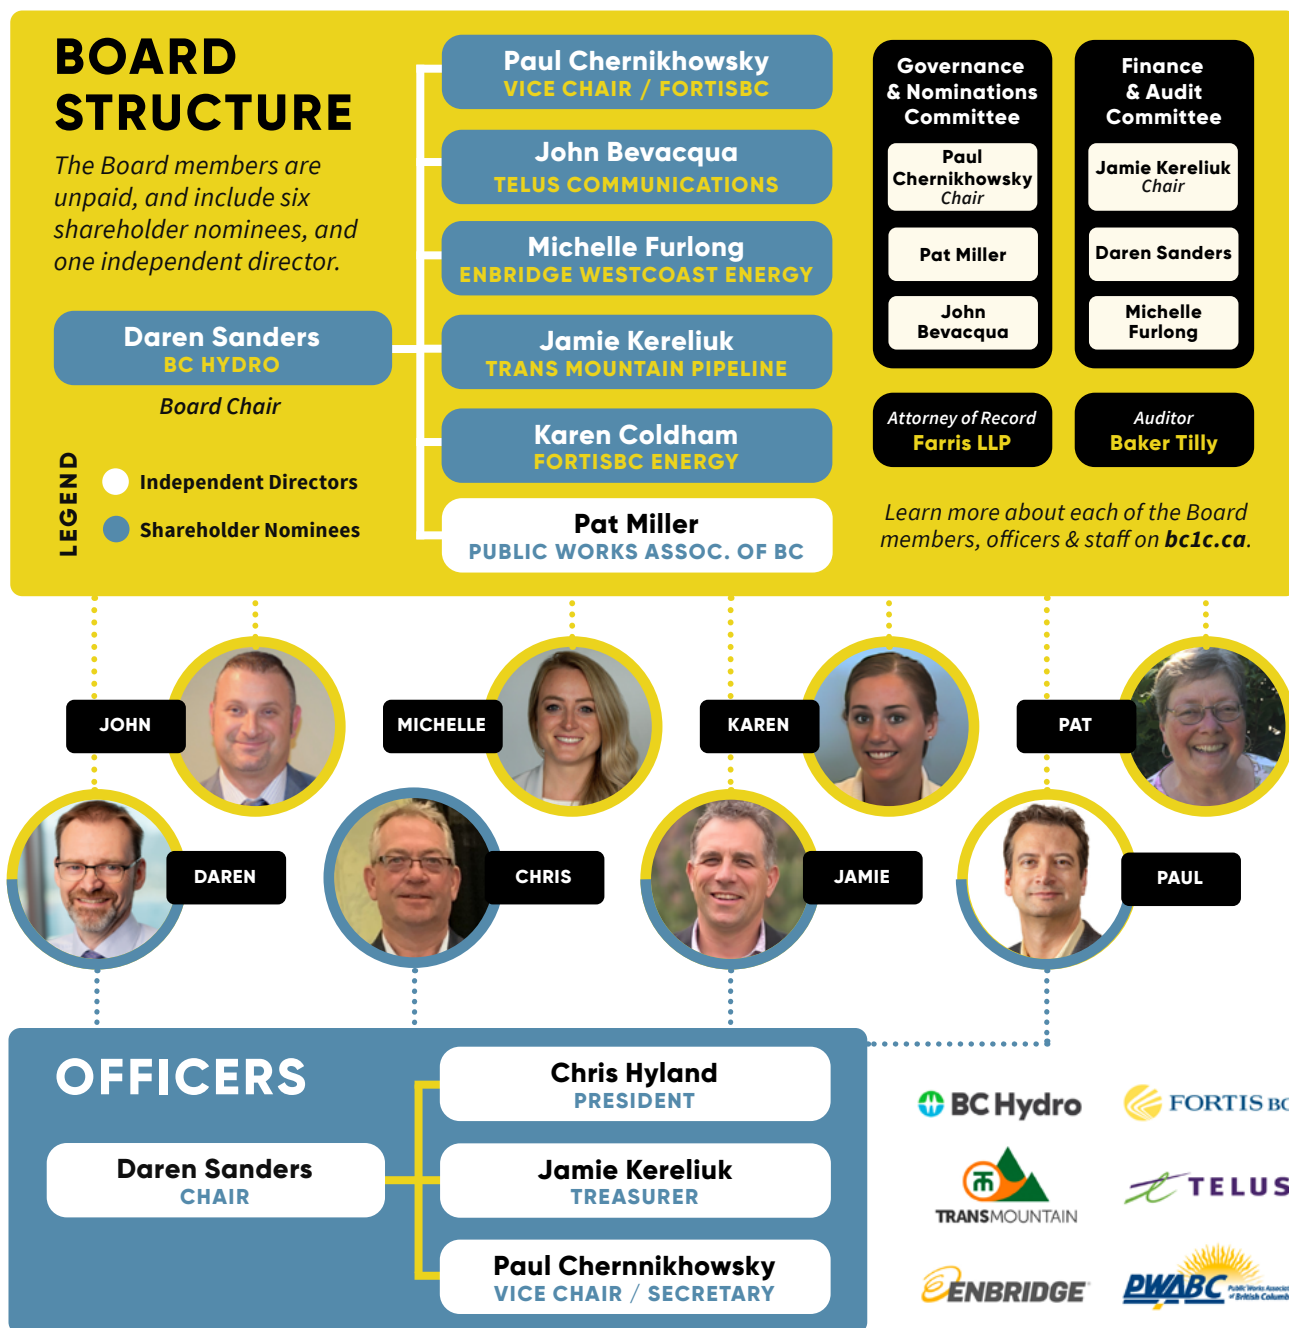 BOARD
STRUCTURE
The Board members are
unpaid, and include six
shareholder nominees, and
one independent director.
Daren Sanders
BC HYDRO
Board Chair
LEGEND
Independent Directors
Shareholder Nominees
Paul Chernikhowsky
VICE CHAIR / FORTISBC
John Bevacqua
TELUS COMMUNICATIONS
Michelle Furlong
ENBRIDGE WESTCOAST ENERGY
Jamie Kereliuk
TRANS MOUNTAIN PIPELINE
Karen Coldham
FORTISBC ENERGY
Pat Miller
PUBLIC WORKS ASSOC. OF BC
Governance
& Nominations
Committee
Paul
Chernikhowsky
Chair
Pat Miller
John
Bevacqua
Finance
& Audit
Committee
Jamie Kereliuk
Chair
Daren Sanders
Michelle
Furlong
Attorney of Record
Farris LLP
Auditor
Baker Tilly
Learn more about each of the Board
members, officers & staff on bc1c.ca.
JOHN
MICHELLE
KAREN
PAT
DAREN
CHRIS
JAMIE
PAUL
OFFICERS
Daren Sanders
CHAIR
Chris Hyland
PRESIDENT
Jamie Kereliuk
TREASURER
Paul Chernnikhowsky
VICE CHAIR / SECRETARY
BC Hydro
FORTIS BC
TRANSMOUNTAIN
TELUS
ENBRIDGE
PWABC
Public Works
of British